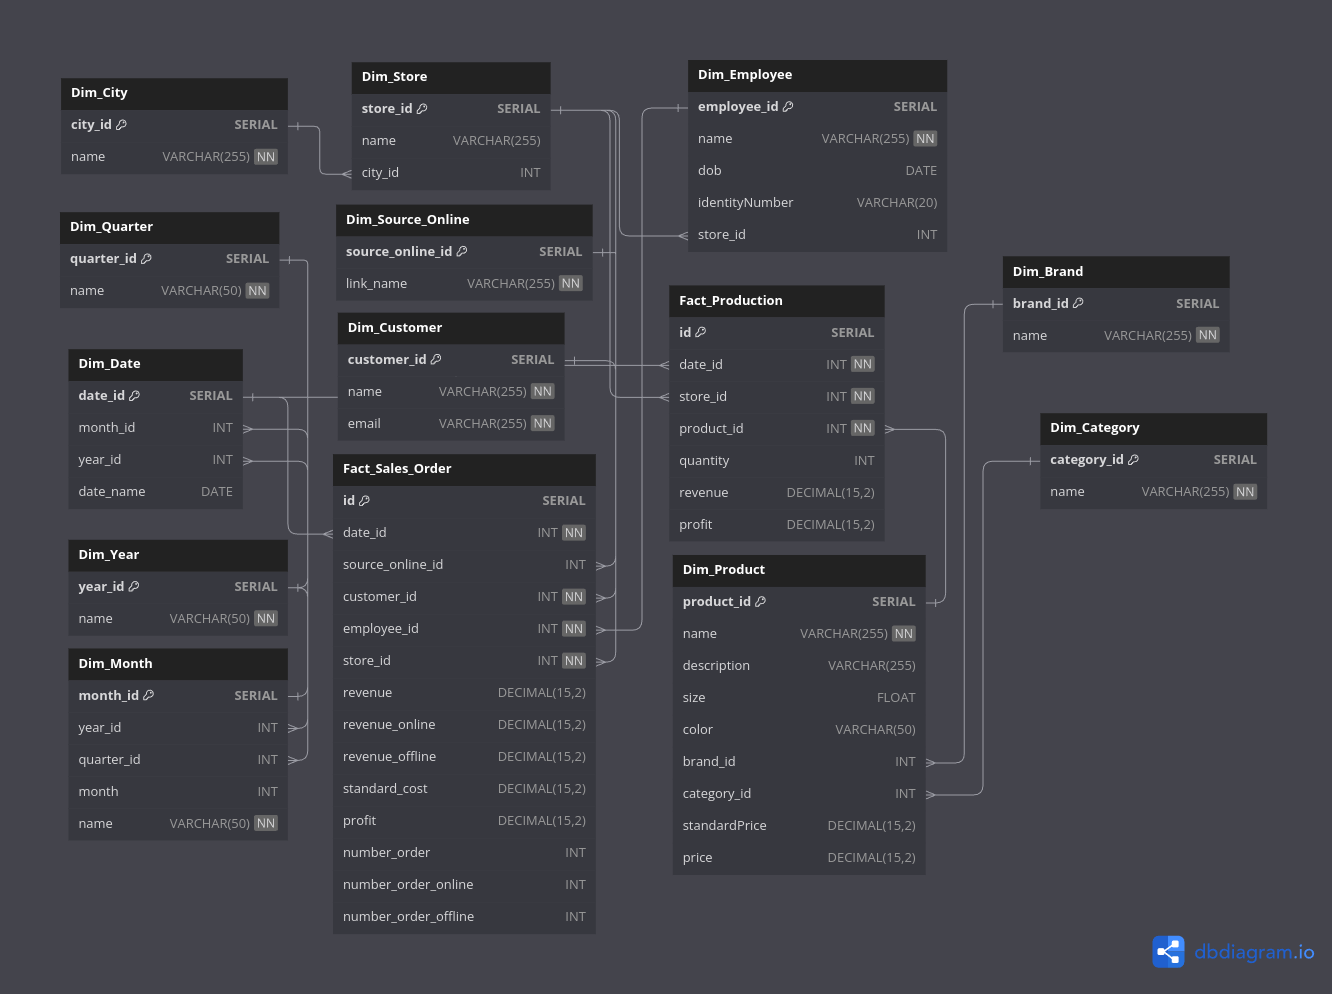 Dim_City
city_id SERIAL
name VARCHAR(255) NN
Dim_Store
store_id SERIAL
name VARCHAR(255)
city_id INT
Dim_Employee
employee_id SERIAL
name VARCHAR(255) NN
dob DATE
identityNumber VARCHAR(20)
store_id INT
Dim_Quarter
quarter_id SERIAL
name VARCHAR(50) NN
Dim_Source_Online
source_online_id SERIAL
link_name VARCHAR(255) NN
Dim_Brand
brand_id SERIAL
name VARCHAR(255) NN
Fact_Production
id SERIAL
date_id INT NN
store_id INT NN
product_id INT NN
quantity INT
revenue DECIMAL(15,2)
profit DECIMAL(15,2)
Dim_Customer
customer_id SERIAL
name VARCHAR(255) NN
email VARCHAR(255) NN
Dim_Date
date_id SERIAL
month_id INT
year_id INT
date_name DATE
Dim_Category
category_id SERIAL
name VARCHAR(255) NN
Fact_Sales_Order
id SERIAL
date_id INT NN
source_online_id INT
customer_id INT NN
employee_id INT NN
store_id INT NN
revenue DECIMAL(15,2)
revenue_online DECIMAL(15,2)
revenue_offline DECIMAL(15,2)
standard_cost DECIMAL(15,2)
profit DECIMAL(15,2)
number_order INT
number_order_online INT
number_order_offline INT
Dim_Year
year_id SERIAL
name VARCHAR(50) NN
Dim_Product
product_id SERIAL
name VARCHAR(255) NN
description VARCHAR(255)
size FLOAT
color VARCHAR(50)
brand_id INT
category_id INT
standardPrice DECIMAL(15,2)
price DECIMAL(15,2)
Dim_Month
month_id SERIAL
year_id INT
quarter_id INT
month INT
name VARCHAR(50) NN
dbdiagram.io